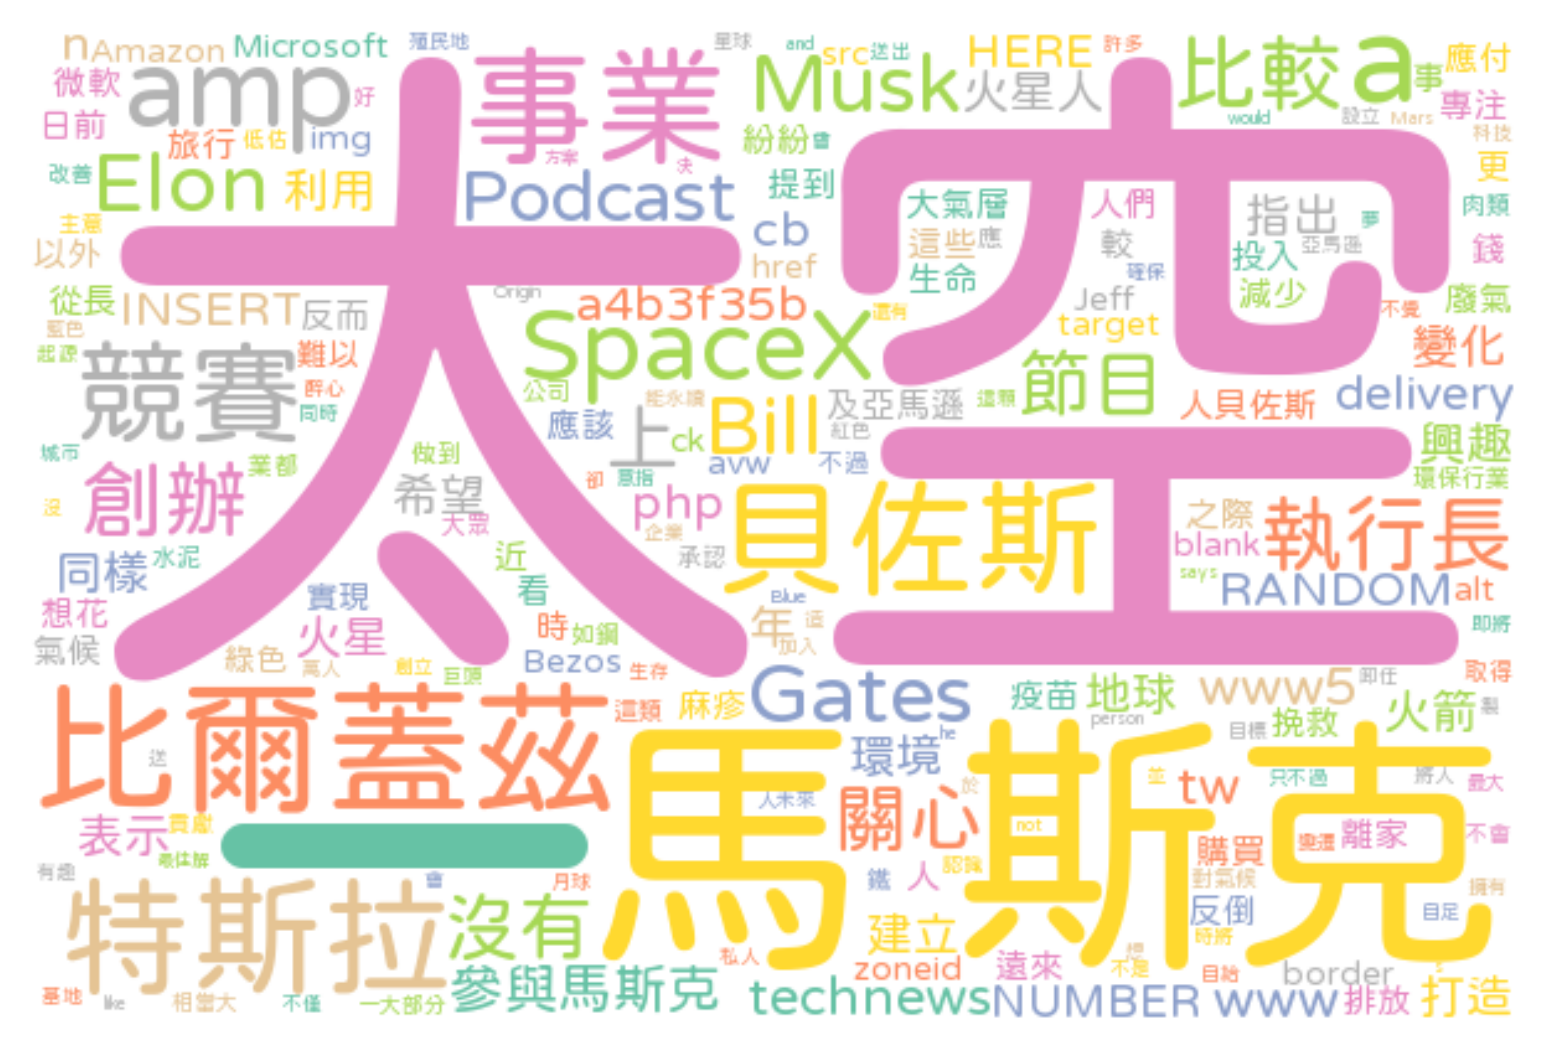 nAmazon Microsoft 殖民地 星球 and src 送出 HERE 許多 比較 a 應付
微軟 amp 好 事業 Musk 火星人 事 專注
日前 旅行 低估 img 方案 決 紛紛 會 would 設立 Mars 科技
改善 Elon 利用 Podcast 提到 大氣層 人們 指出 夢 更 肉類
主意 以外 太空 cb 這些 應 較 投入 亞馬遜 錢
href 生命 確保 減少 廢氣
從長 INSERT 反而 Origin a4b3f35b 還有 Jeff target 不覺
藍色 起源 競賽 難以 SpaceX 節目 變化
醉心 同時 公司 能永續 Bill 及亞馬遜 這類 人貝佐斯 delivery
城市 業都 做到 應該 上 ck 紅色 興趣
創辦 希望 卻 意指 avw 不過 環保行業
沒 大眾 php 企業 貝佐斯 之際 執行長
同樣 水泥 近 承認 blank
想花 實現 看 Blue says RANDOM alt
氣候 火星 時 如鋼 年 這 加入 即將
綠色 萬人 創立 巨頭 Bezos 生存 Gates 疫苗 地球 www5 卸任 取得
比爾蓋茲 這類 麻疹 person 目標 挽救 火箭 製
送 一 馬斯克 環境 he tw 只不過 將人 最大
表示 貢獻 人未來 關心 於 並 離家 不會
最佳解 not 購買
有趣 會 月球 鐵 人 認識 對氣候 擁有
特斯拉 沒有 建立 反倒 目足
私人 想 時將
參與馬斯克 zoneid 遠來 不是 目給 border s
基地 like 相當大 不僅 一大部分 technews NUMBER www 排放 打造